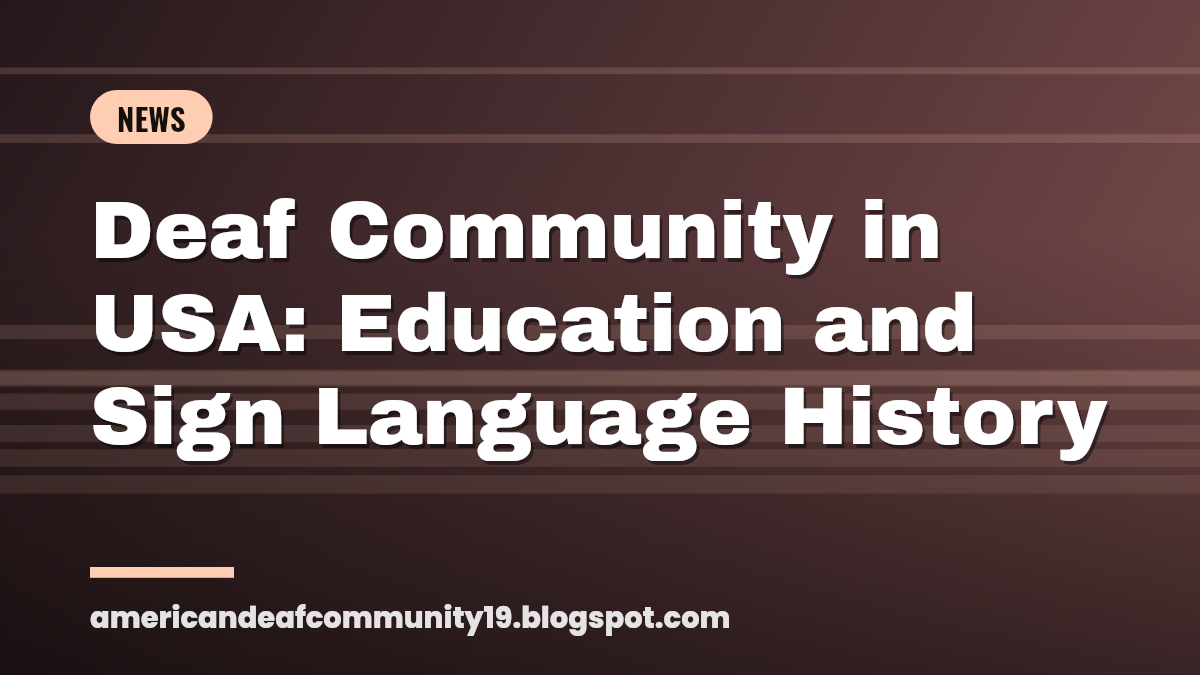 NEWS
Deaf Community in
USA: Education and
Sign Language History
americandeafcommunity19.blogspot.com